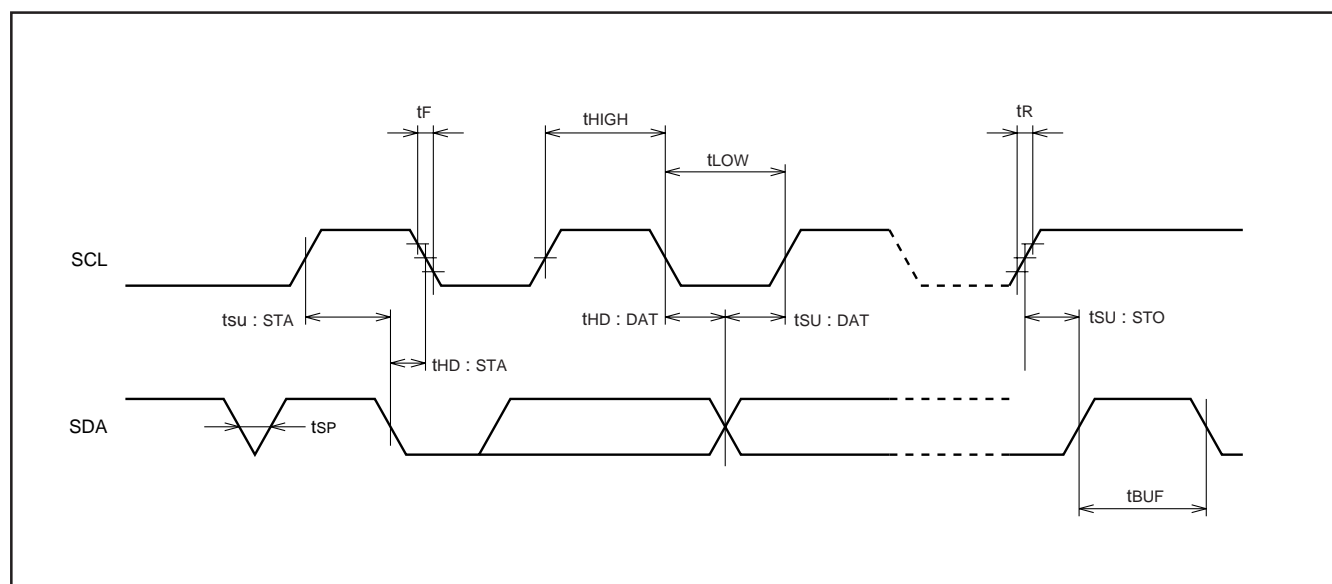 tF
tHIGH
tR
tLOW
SCL
tsu : STA
tHD : DAT
tSU : DAT
tSU : STO
tHD : STA
SDA
tSP
tBUF